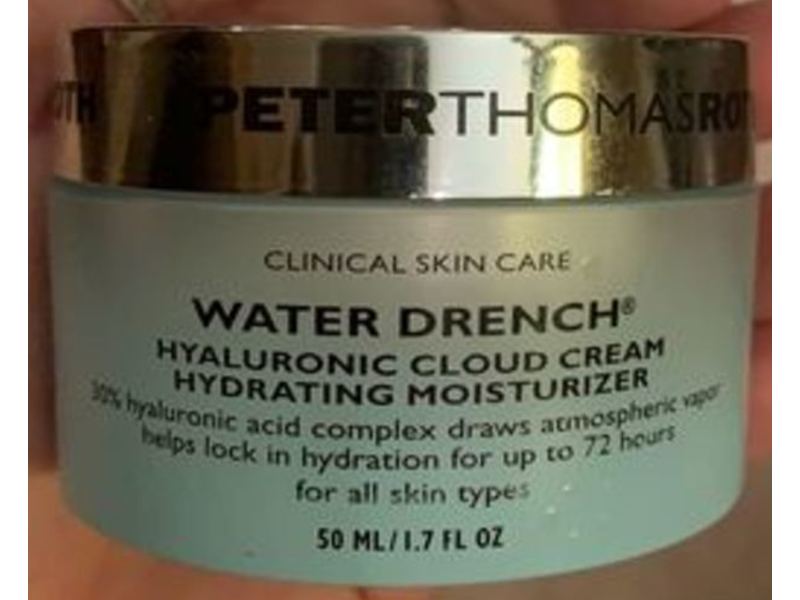 OTH PETERTHOMASROT
CLINICAL SKIN CARE
WATER DRENCH®
HYALURONIC CLOUD CREAM
HYDRATING MOISTURIZER
30% hyaluronic acid complex draws atmospheric vapor
helps lock in hydration for up to 72 hours
for all skin types
50 ML/1.7 FL OZ